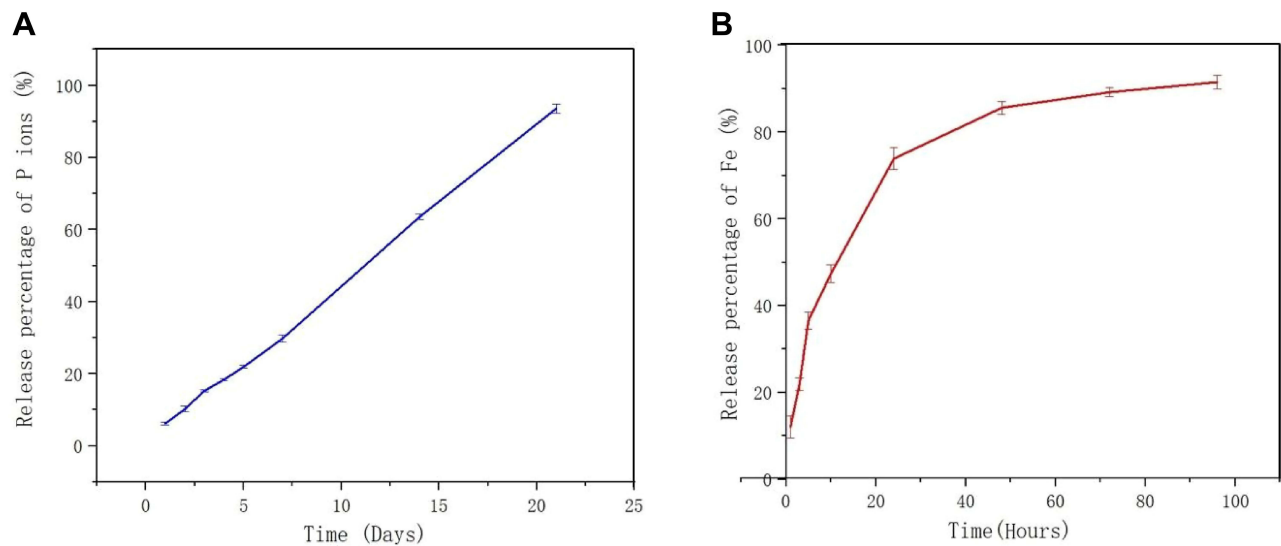 A
Release percentage of P ions (%)
100
80
60
40
20
0
0 5 10 15 20 25
Time (Days)
B
Release percentage of Fe (%)
100
80
60
40
20
0
0 20 40 60 80 100
Time(Hours)